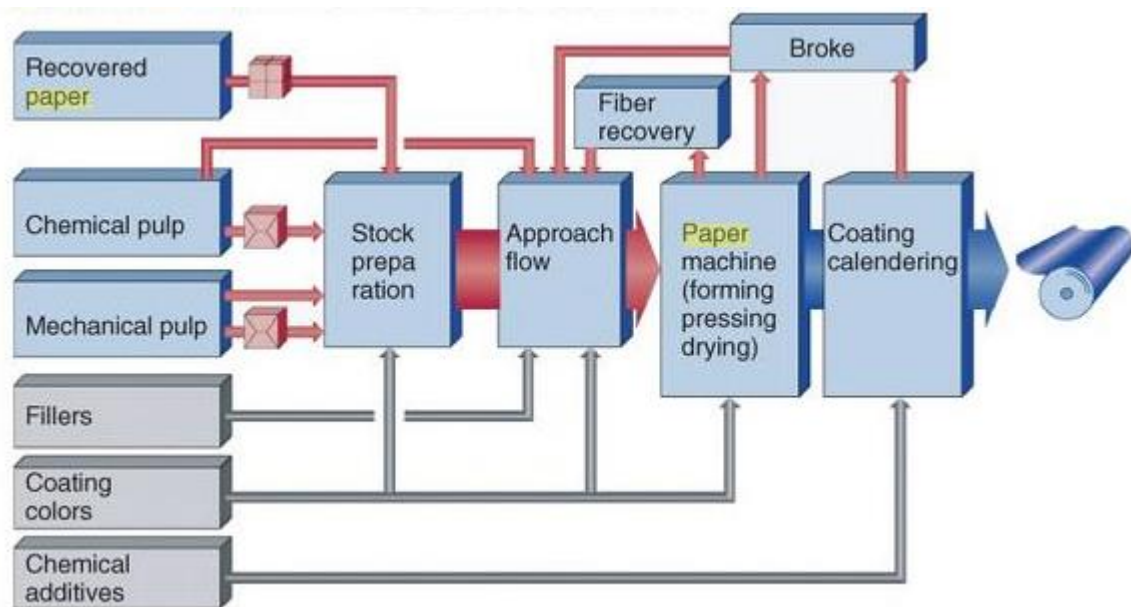 Recovered
paper
Broke
Fiber
recovery
Chemical pulp
Mechanical pulp
Stock
prepa
ration
Approach
flow
Paper
machine
(forming
pressing
drying)
Coating
calendering
Fillers
Coating
colors
Chemical
additives